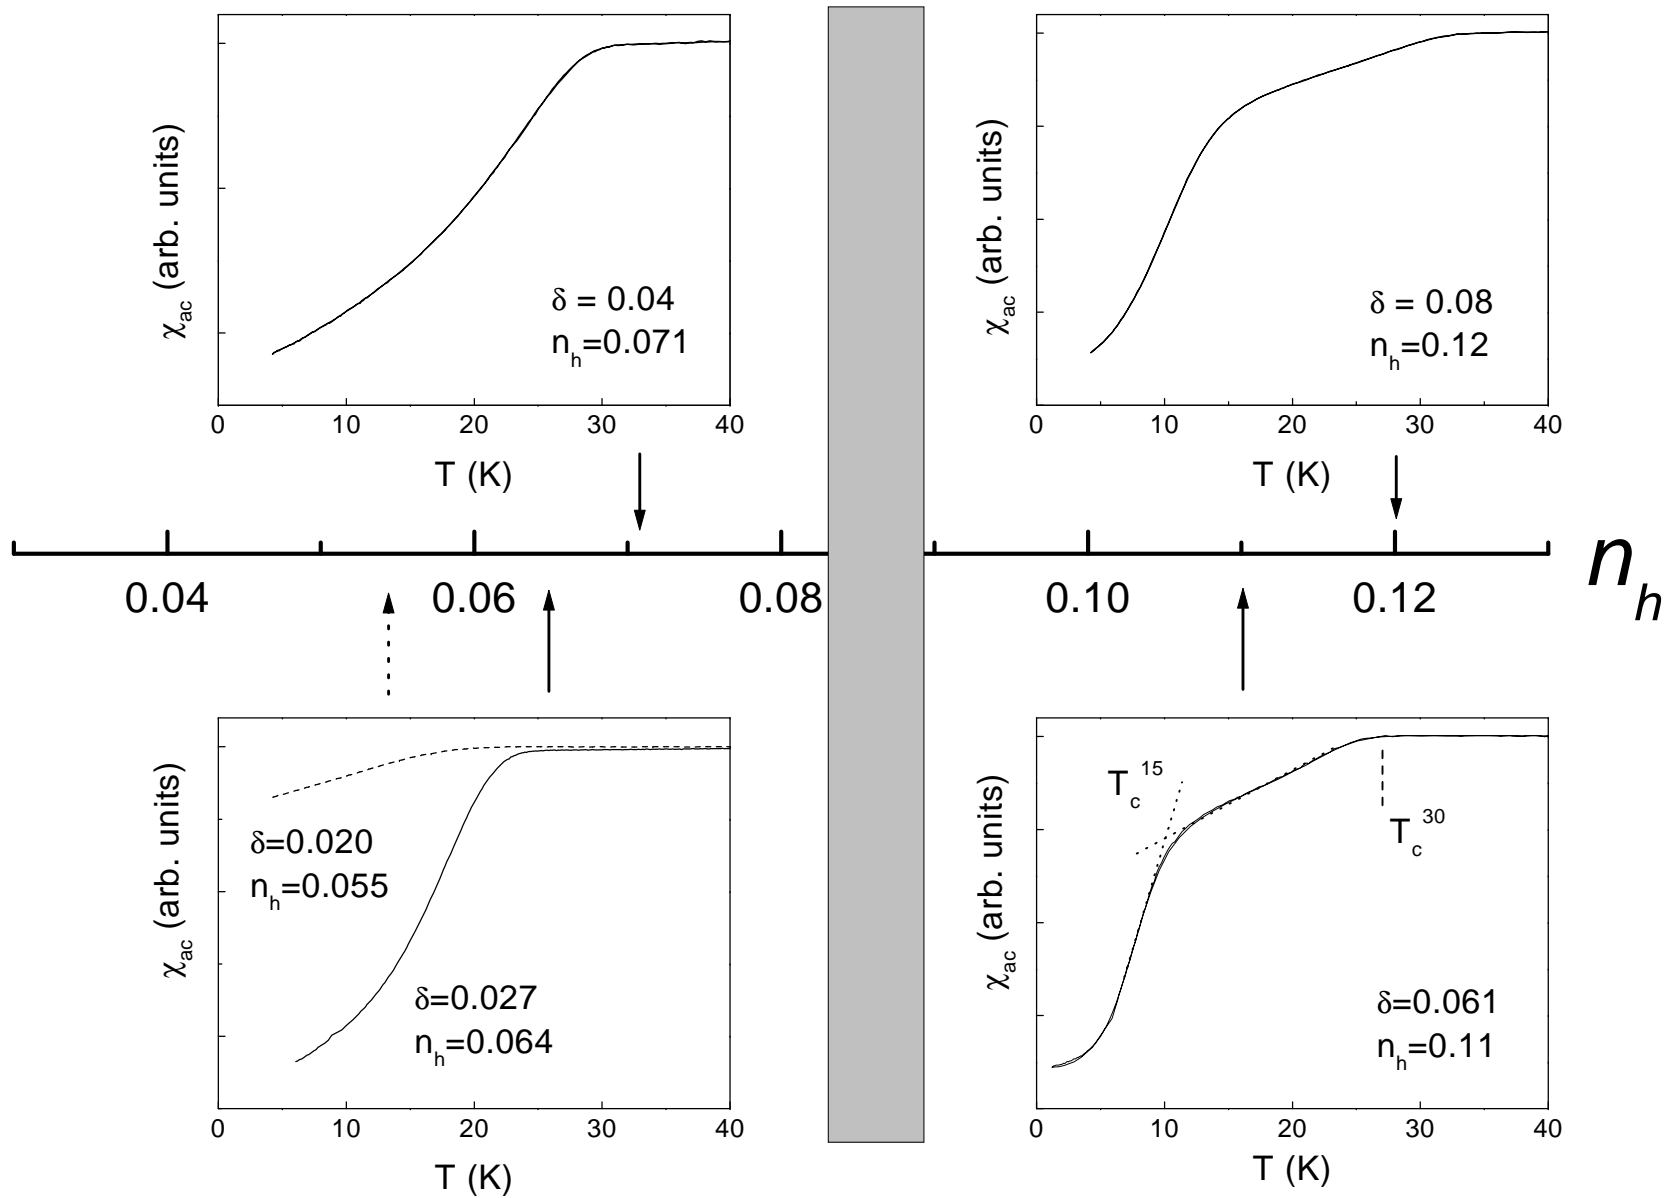 χac (arb. units)
δ = 0.04
nh=0.071
0 10 20 30 40
T (K)
χac (arb. units)
δ = 0.08
nh=0.12
0 10 20 30 40
T (K)
0.04 0.06 0.08 0.10 0.12
nh
χac (arb. units)
δ=0.020
nh=0.055
δ=0.027
nh=0.064
0 10 20 30 40
T (K)
χac (arb. units)
Tc15
Tc30
δ=0.061
nh=0.11
0 10 20 30 40
T (K)